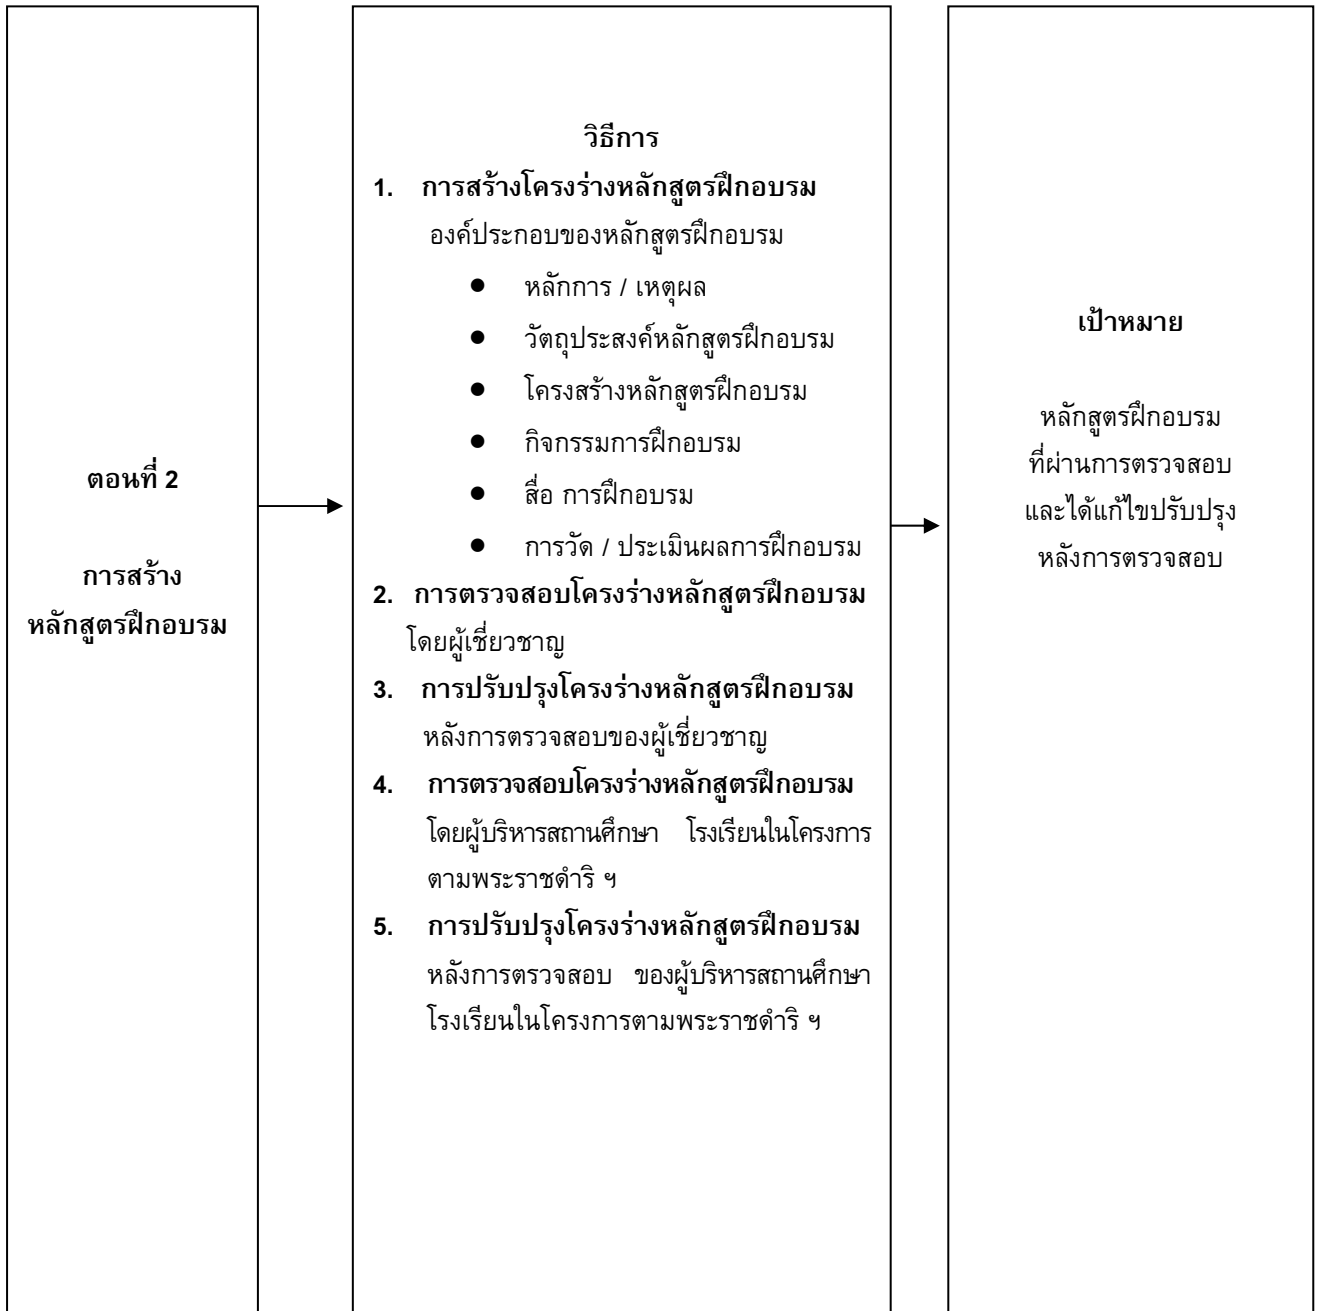 ตอนที่ 2
การสร้าง
หลักสูตรฝึกอบรม
วิธีการ
1. การสร้างโครงร่างหลักสูตรฝึกอบรม
องค์ประกอบของหลักสูตรฝึกอบรม
● หลักการ / เหตุผล
● วัตถุประสงค์หลักสูตรฝึกอบรม
● โครงสร้างหลักสูตรฝึกอบรม
● กิจกรรมการฝึกอบรม
● สื่อ การฝึกอบรม
● การวัด / ประเมินผลการฝึกอบรม
2. การตรวจสอบโครงร่างหลักสูตรฝึกอบรม
โดยผู้เชี่ยวชาญ
3. การปรับปรุงโครงร่างหลักสูตรฝึกอบรม
หลังการตรวจสอบของผู้เชี่ยวชาญ
4. การตรวจสอบโครงร่างหลักสูตรฝึกอบรม
โดยผู้บริหารสถานศึกษา โรงเรียนในโครงการ
ตามพระราชดำริ ฯ
5. การปรับปรุงโครงร่างหลักสูตรฝึกอบรม
หลังการตรวจสอบ ของผู้บริหารสถานศึกษา
โรงเรียนในโครงการตามพระราชดำริ ฯ
เป้าหมาย
หลักสูตรฝึกอบรม
ที่ผ่านการตรวจสอบ
และได้แก้ไขปรับปรุง
หลังการตรวจสอบ